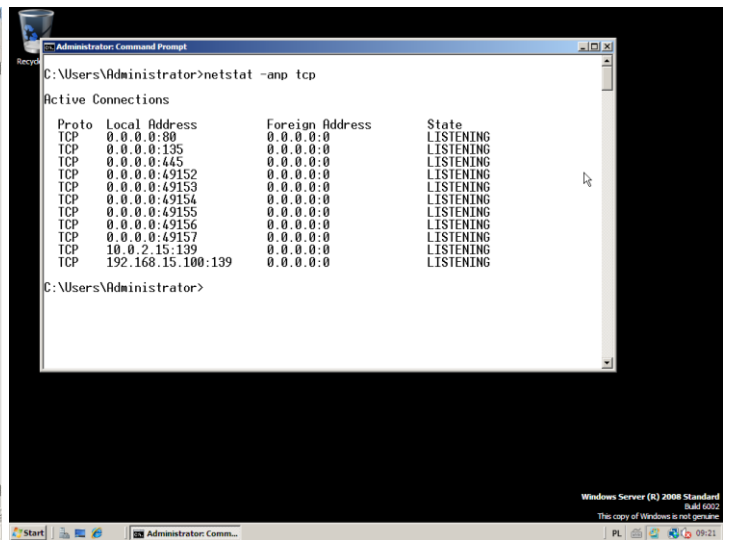 Recycl
Administrator: Command Prompt
C:\Users\Administrator>netstat -anp tcp
Active Connections
Proto Local Address Foreign Address State
TCP 0.0.0.0:80 0.0.0.0:0 LISTENING
TCP 0.0.0.0:135 0.0.0.0:0 LISTENING
TCP 0.0.0.0:445 0.0.0.0:0 LISTENING
TCP 0.0.0.0:49152 0.0.0.0:0 LISTENING
TCP 0.0.0.0:49153 0.0.0.0:0 LISTENING
TCP 0.0.0.0:49154 0.0.0.0:0 LISTENING
TCP 0.0.0.0:49155 0.0.0.0:0 LISTENING
TCP 0.0.0.0:49156 0.0.0.0:0 LISTENING
TCP 0.0.0.0:49157 0.0.0.0:0 LISTENING
TCP 10.0.2.15:139 0.0.0.0:0 LISTENING
TCP 192.168.15.100:139 0.0.0.0:0 LISTENING
C:\Users\Administrator>
Windows Server (R) 2008 Standard
Build 6002
This copy of Windows is not genuine
Start Administrator: Comm... PL 09:21